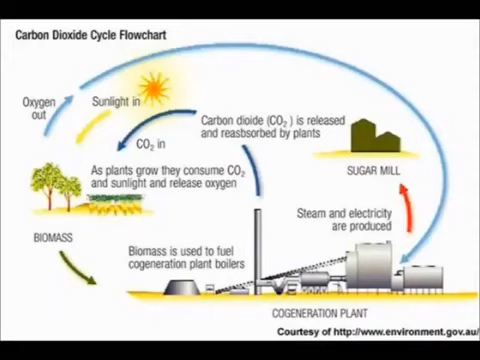 Carbon Dioxide Cycle Flowchart
Oxygen
out
Sunlight in
Carbon dioide (CO₂ ) is released
and reasbsorbed by plants
CO₂ in
As plants grow they consume CO₂
and sunlight and release oxygen
SUGAR MILL
Steam and electricity
are produced
BIOMASS
Biomass is used to fuel
cogeneration plant boilers
COGENERATION PLANT
Courtesy of http://www.environment.gov.au/